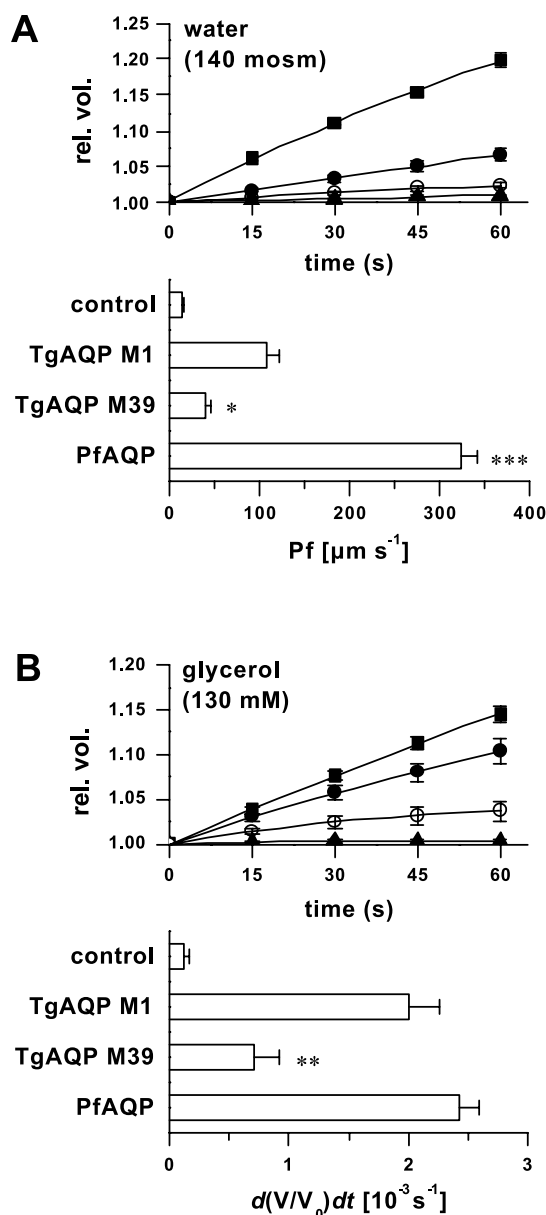 A
water
(140 mosm)
rel. vol.
1.25
1.20
1.15
1.10
1.05
1.00
0 15 30 45 60
time (s)
control
TgAQP M1
TgAQP M39 *
PfAQP ***
0 100 200 300 400
Pf [µm s⁻¹]
B
glycerol
(130 mM)
rel. vol.
1.20
1.15
1.10
1.05
1.00
0 15 30 45 60
time (s)
control
TgAQP M1
TgAQP M39 **
PfAQP
0 1 2 3
d(V/V₀)dt [10⁻³ s⁻¹]